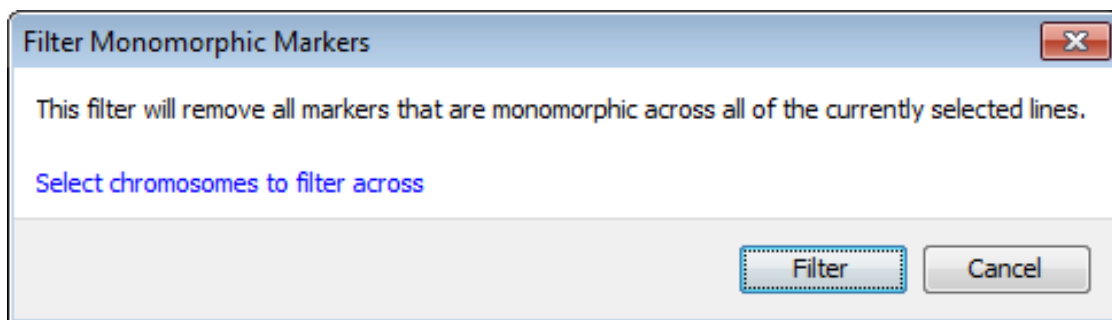 Filter Monomorphic Markers
This filter will remove all markers that are monomorphic across all of the currently selected lines.
Select chromosomes to filter across
Filter
Cancel